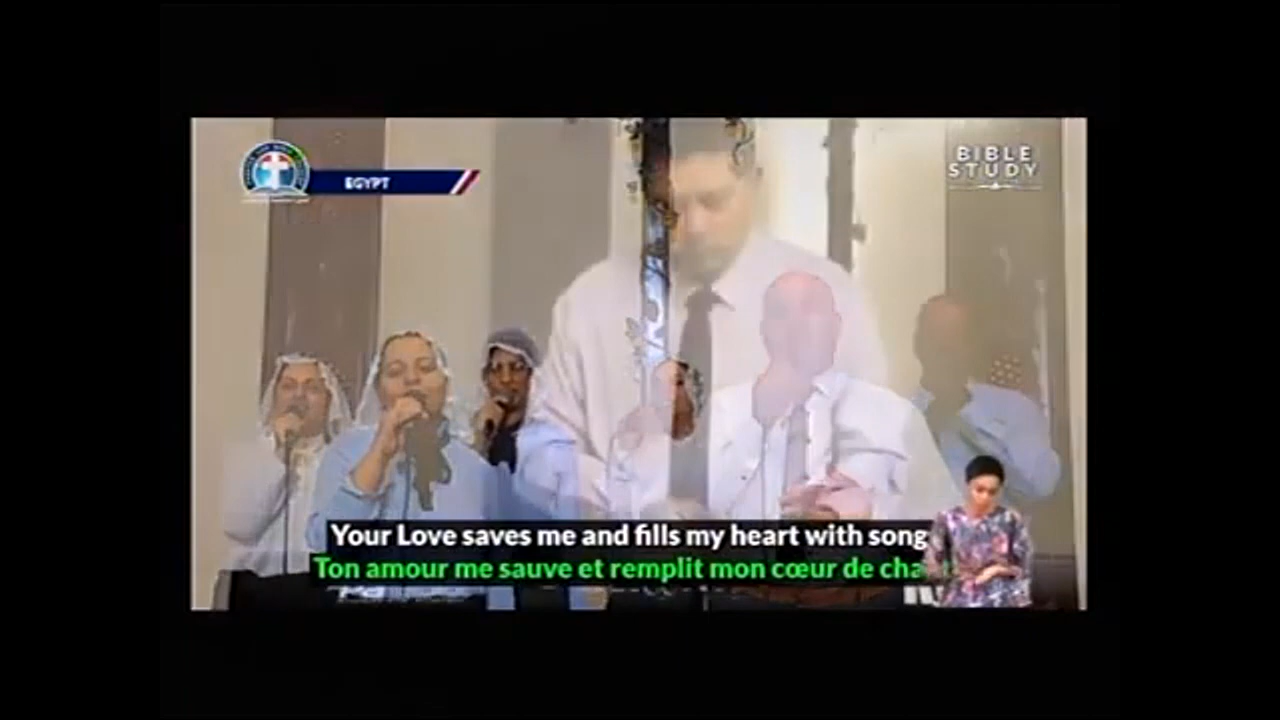 EGYPT
BIBLE
STUDY
Your Love saves me and fills my heart with song
Ton amour me sauve et remplit mon cœur de cha